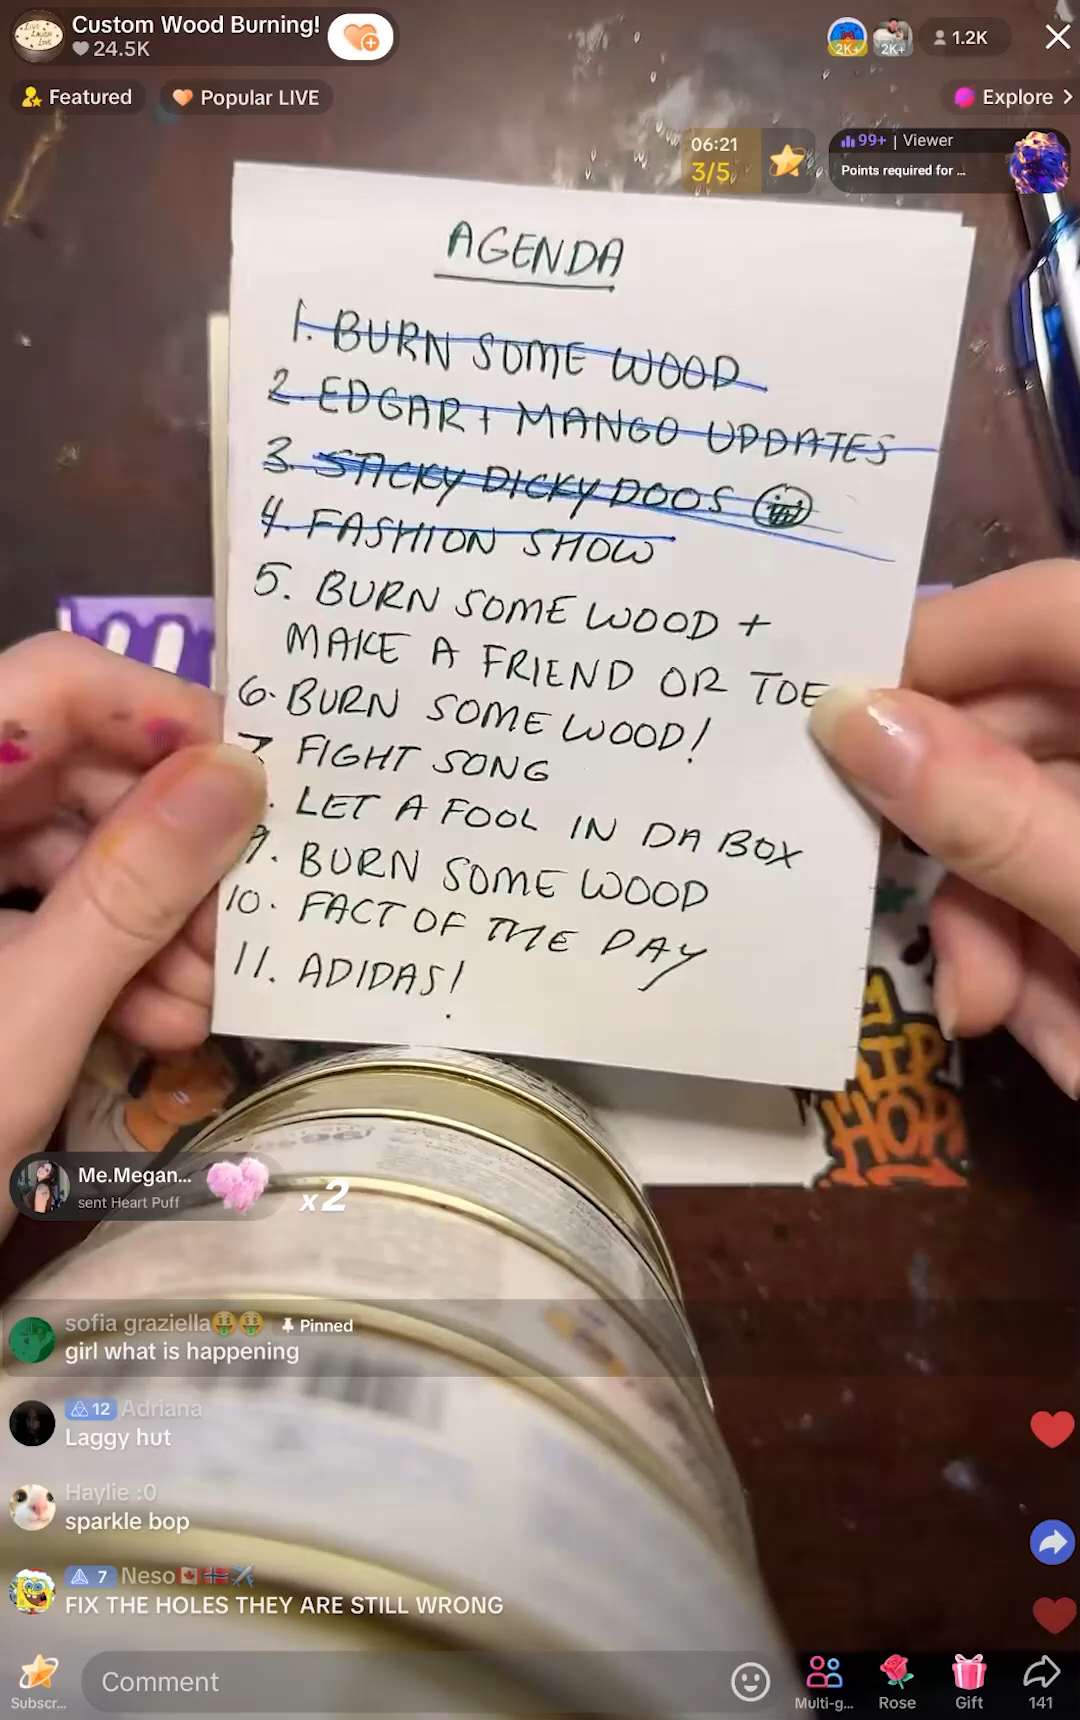 Custom Wood Burning!
24.5K
2K+
2K+
1.2K
Featured
Popular LIVE
Explore >
06:21
3/5
99+ | Viewer
Points required for ...
AGENDA
1. BURN SOME WOOD
2. EDGAR + MANGO UPDATES
3. STICKY DICKY DOOS
4. FASHION SHOW
5. BURN SOME WOOD +
MAKE A FRIEND OR TOE
6. BURN SOME WOOD!
7 FIGHT SONG
. LET A FOOL IN DA BOX
9. BURN SOME WOOD
10. FACT OF THE DAY
11. ADIDAS!
HIP
HOP
Me.Megan...
sent Heart Puff
x2
sofia graziella🤑🤑 Pinned
girl what is happening
12 Adriana
Laggy hut
Haylie :0
sparkle bop
7 Neso🇨🇦🇳🇴✈️
FIX THE HOLES THEY ARE STILL WRONG
Subscr...
Comment
Multi-g...
Rose
Gift
141